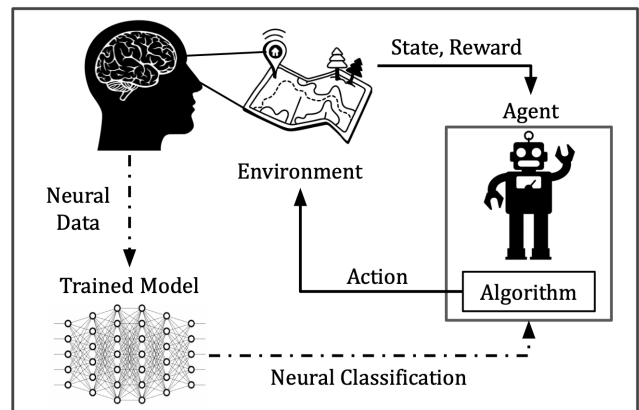 State, Reward
Agent
Environment
Neural
Data
Trained Model
Action
Algorithm
Neural Classification